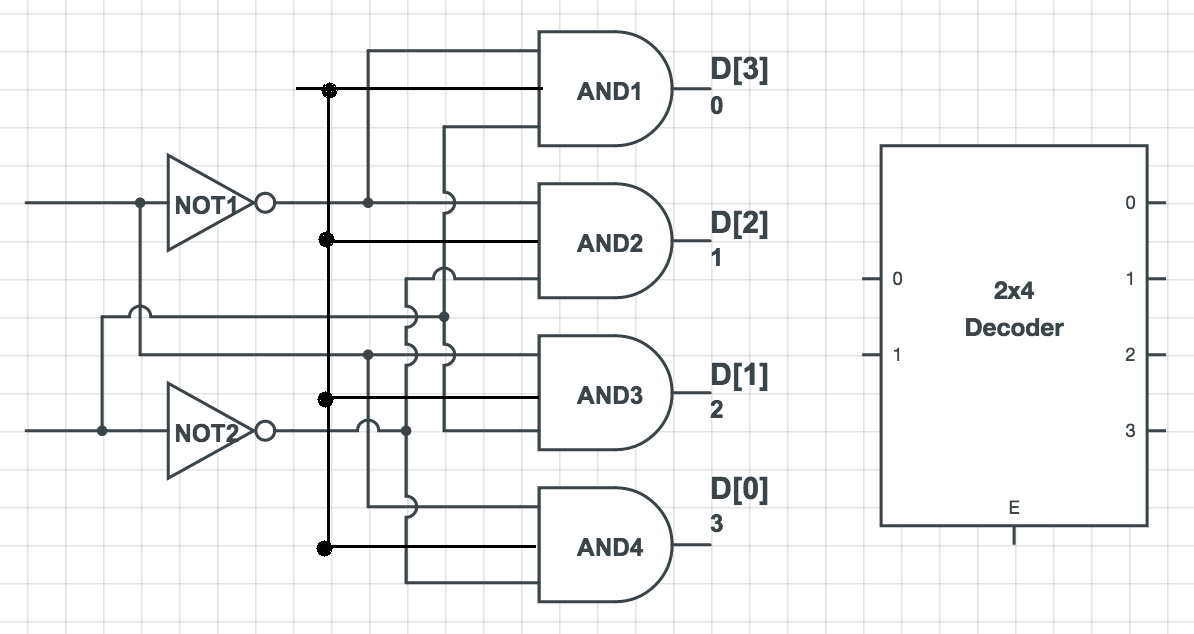 D[3]
AND1
0
NOT1
D[2]
AND2
1
0
0
1
2x4
Decoder
1
2
D[1]
AND3
2
NOT2
3
D[0]
E
3
AND4